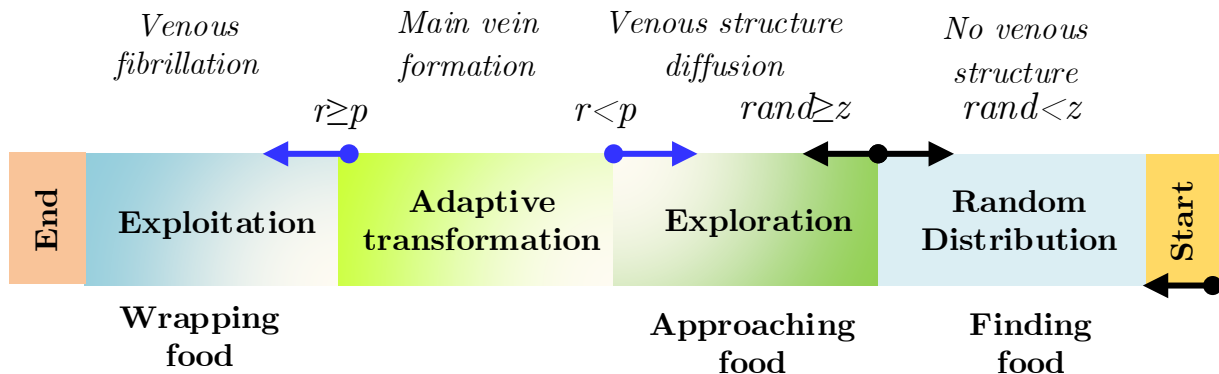 Venous
fibrillation
Main vein
formation
Venous structure
diffusion
No venous
structure
r≥p
r<p
rand≥z
rand<z
End
Exploitation
Adaptive
transformation
Exploration
Random
Distribution
Start
Wrapping
food
Approaching
food
Finding
food